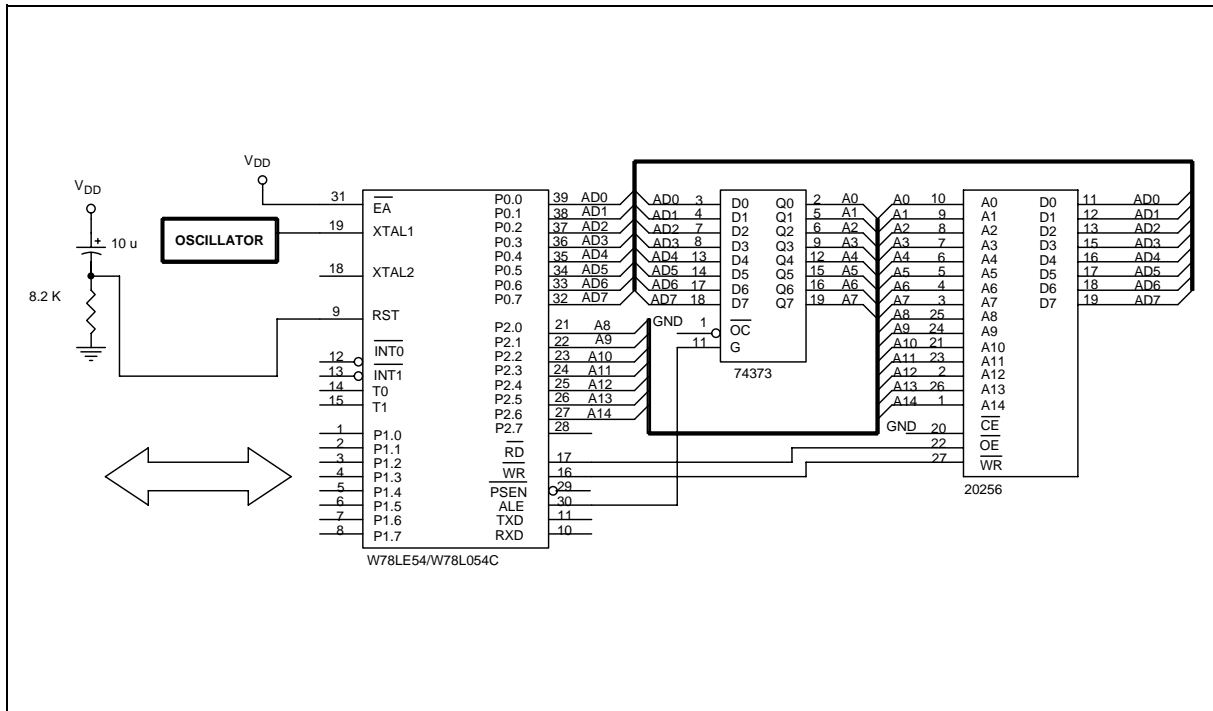 VDD
10 u
8.2 K
VDD
OSCILLATOR
31 EA
19 XTAL1
18 XTAL2
9 RST
12 INT0
13 INT1
14 T0
15 T1
1 P1.0
2 P1.1
3 P1.2
4 P1.3
5 P1.4
6 P1.5
7 P1.6
8 P1.7
P0.0 39 AD0
P0.1 38 AD1
P0.2 37 AD2
P0.3 36 AD3
P0.4 35 AD4
P0.5 34 AD5
P0.6 33 AD6
P0.7 32 AD7
P2.0 21 A8
P2.1 22 A9
P2.2 23 A10
P2.3 24 A11
P2.4 25 A12
P2.5 26 A13
P2.6 27 A14
P2.7 28
RD 17
WR 16
PSEN 29
ALE 30
TXD 11
RXD 10
W78LE54/W78L054C
AD0 3 D0 Q0 2 A0
AD1 4 D1 Q1 5 A1
AD2 7 D2 Q2 6 A2
AD3 8 D3 Q3 9 A3
AD4 13 D4 Q4 12 A4
AD5 14 D5 Q5 15 A5
AD6 17 D6 Q6 16 A6
AD7 18 D7 Q7 19 A7
GND 1 OC
11 G
74373
A0 10 A0 D0 11 AD0
A1 9 A1 D1 12 AD1
A2 8 A2 D2 13 AD2
A3 7 A3 D3 15 AD3
A4 6 A4 D4 16 AD4
A5 5 A5 D5 17 AD5
A6 4 A6 D6 18 AD6
A7 3 A7 D7 19 AD7
A8 25 A8
A9 24 A9
A10 21 A10
A11 23 A11
A12 2 A12
A13 26 A13
A14 1 A14
GND 20 CE
22 OE
27 WR
20256